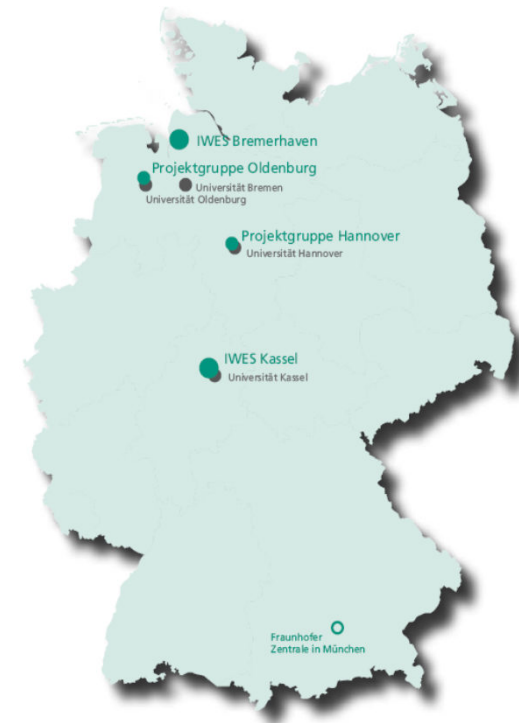 IWES Bremerhaven
Projektgruppe Oldenburg
Universität Bremen
Universität Oldenburg
Projektgruppe Hannover
Universität Hannover
IWES Kassel
Universität Kassel
Fraunhofer
Zentrale in München